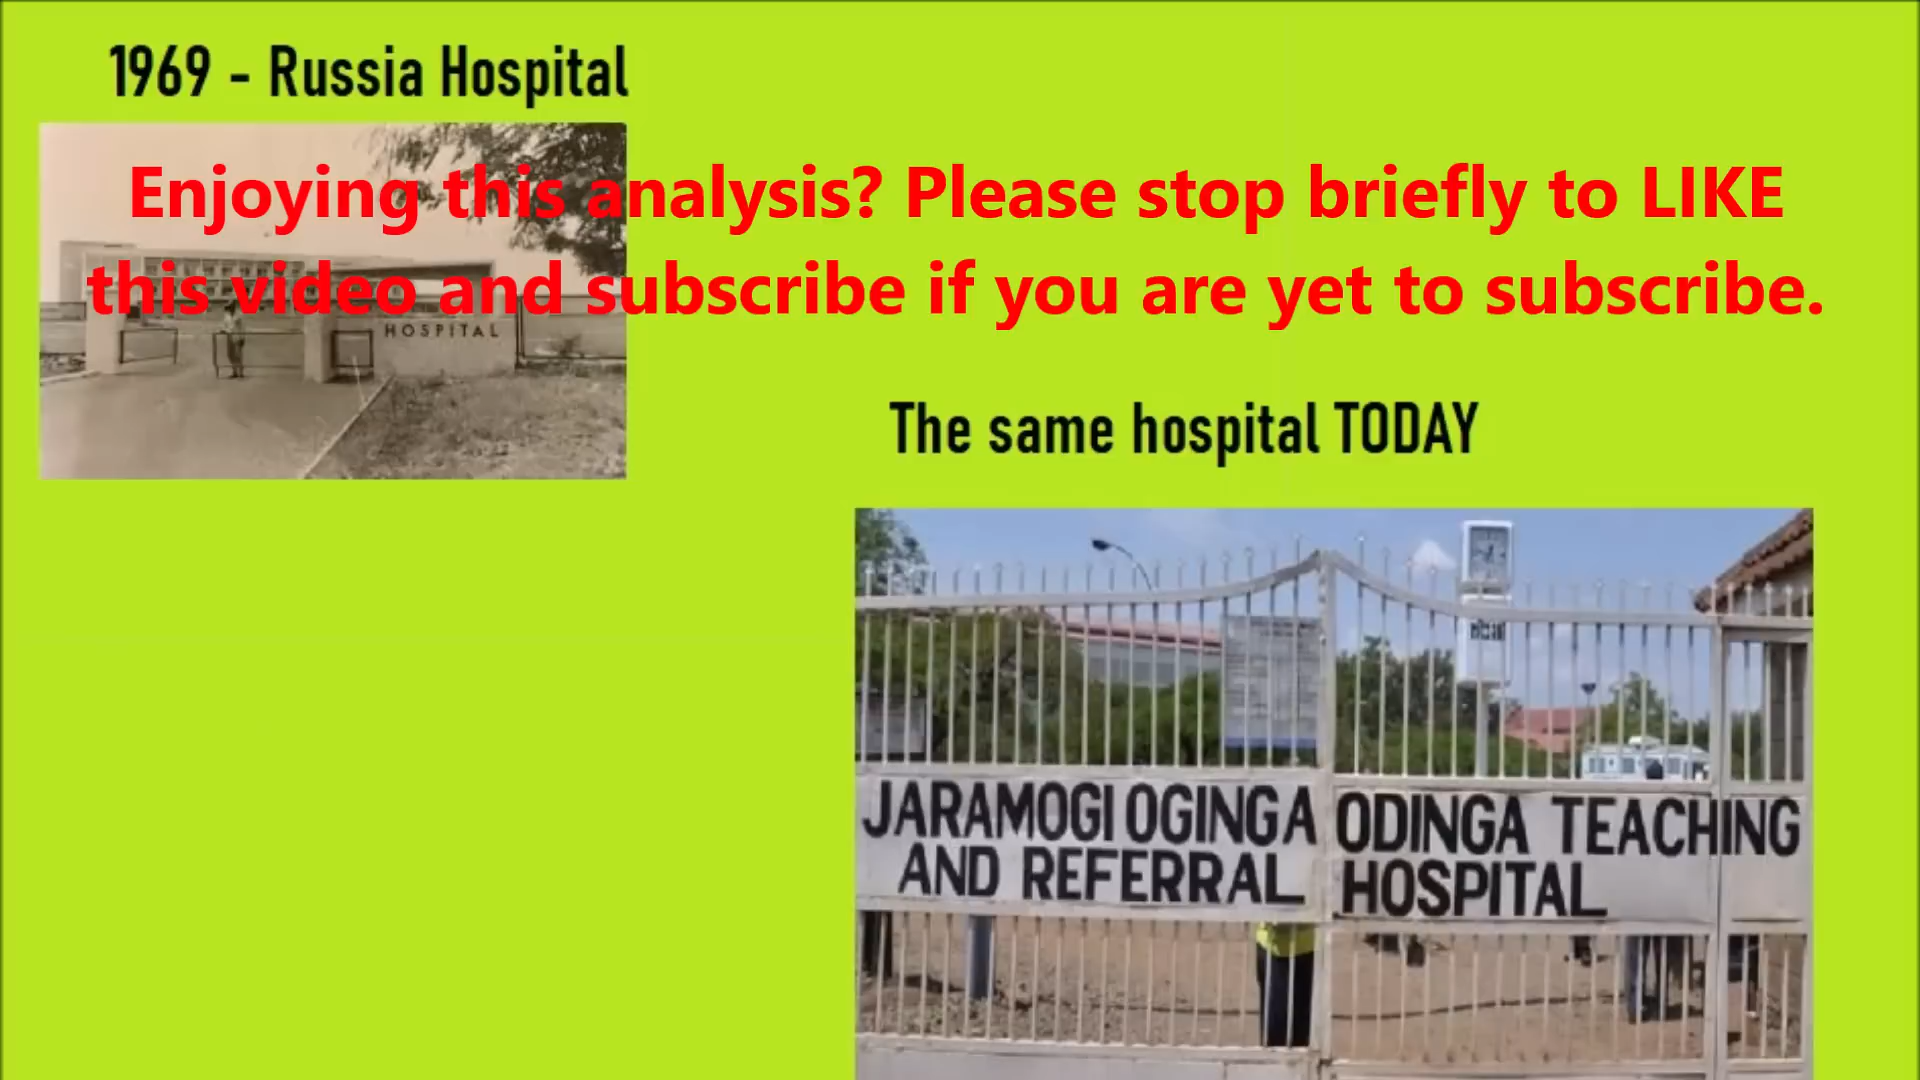 1969 - Russia Hospital
Enjoying this analysis? Please stop briefly to LIKE
this video and subscribe if you are yet to subscribe.
HOSPITAL
The same hospital TODAY
JARAMOGI OGINGA ODINGA TEACHING
AND REFERRAL HOSPITAL